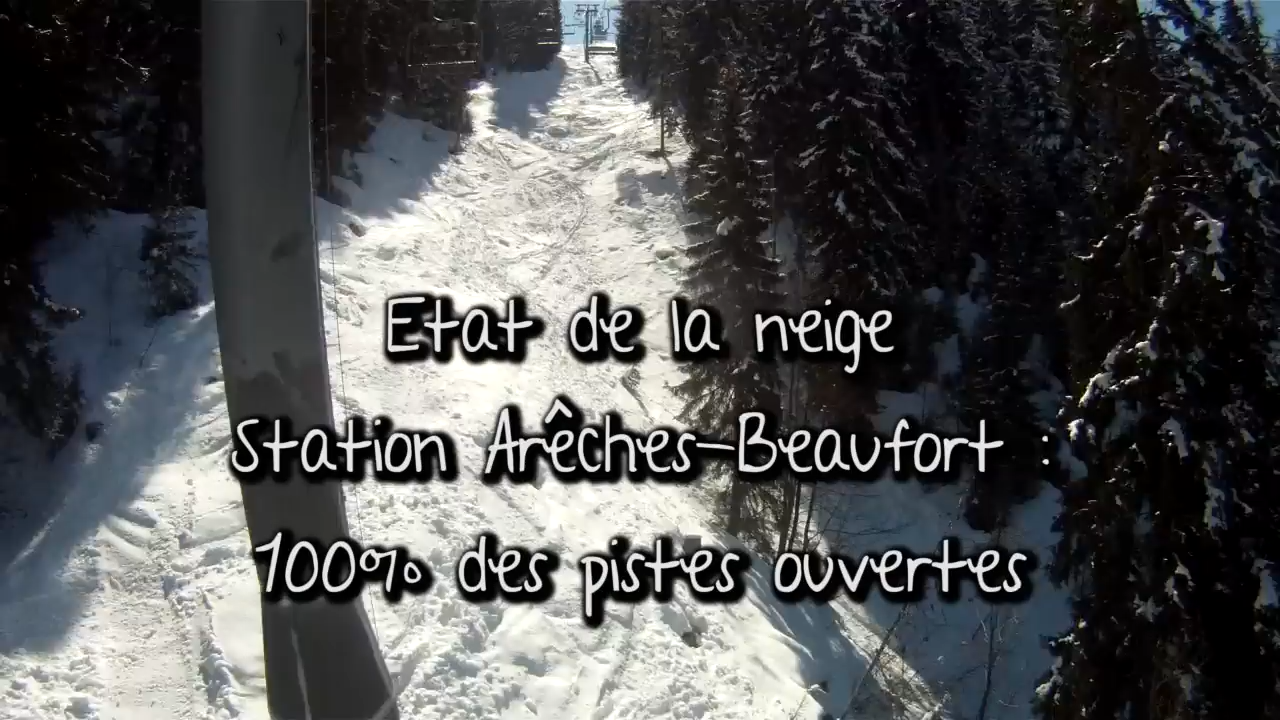 Etat de la neige
Station Arêches-Beaufort :
100% des pistes ouvertes